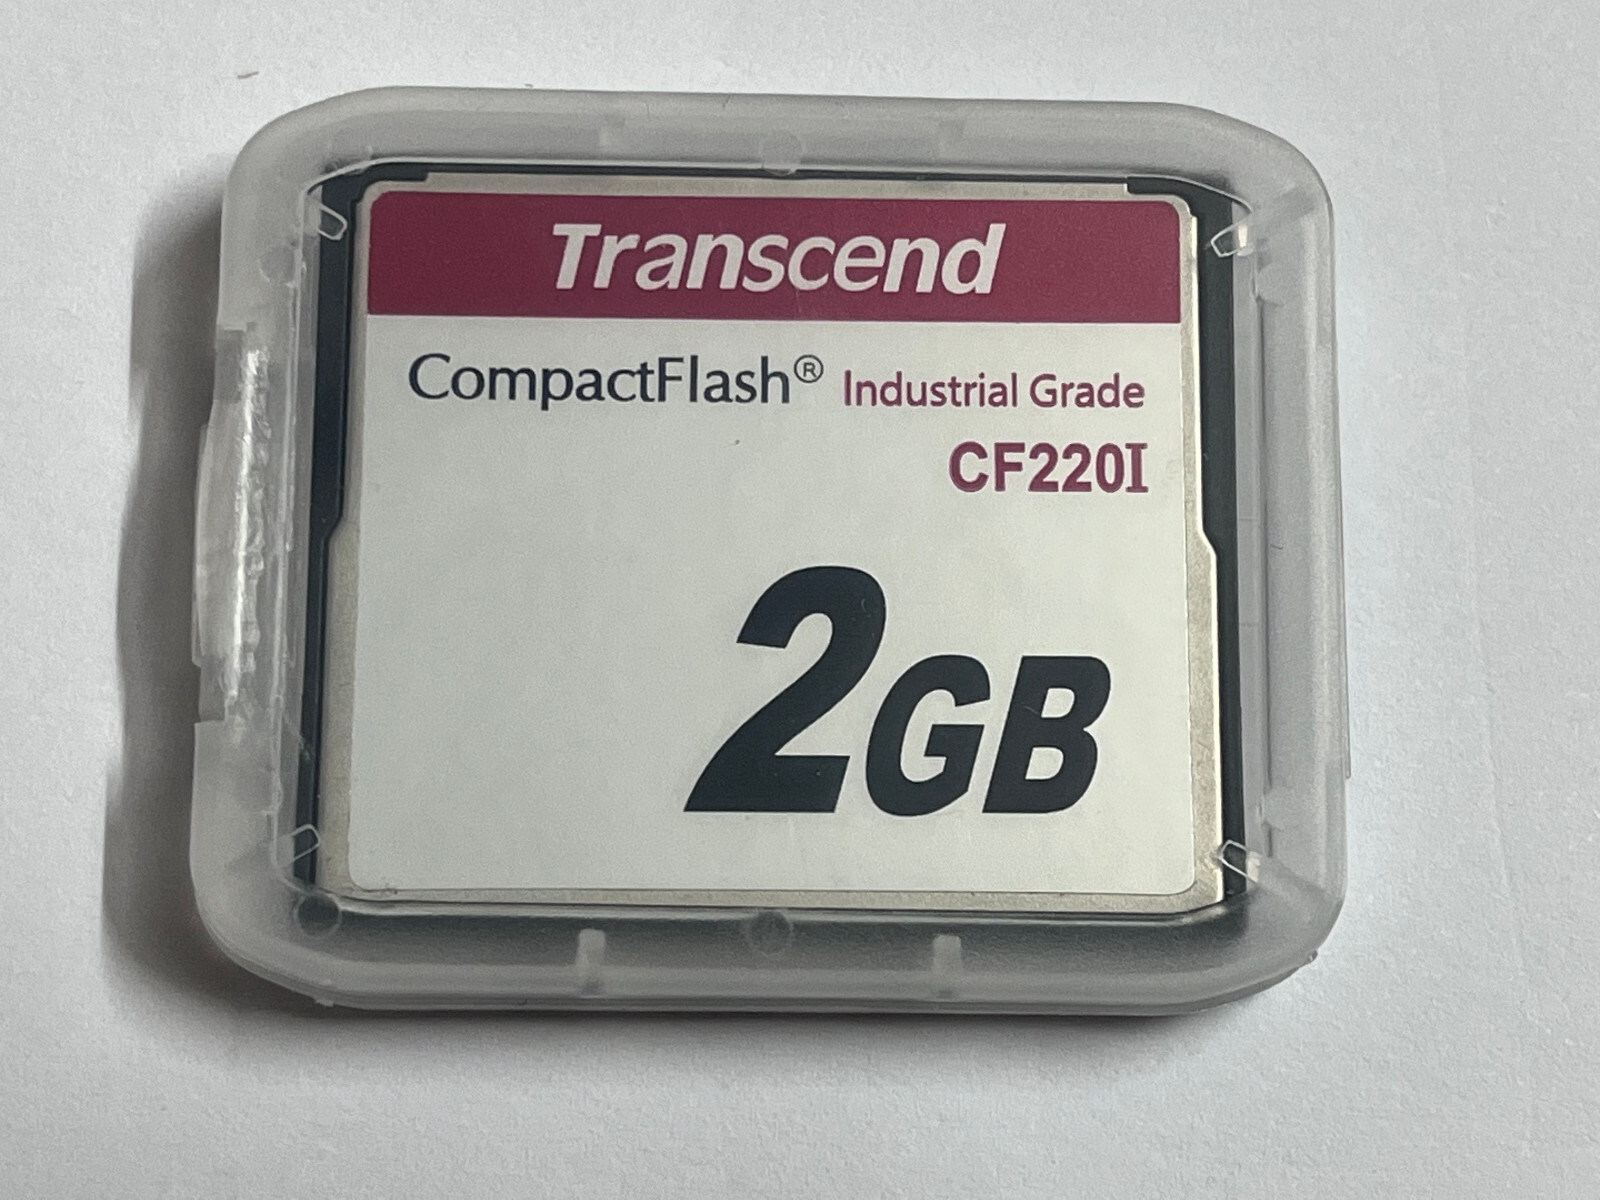 Transcend
CompactFlash® Industrial Grade
CF220I
2GB